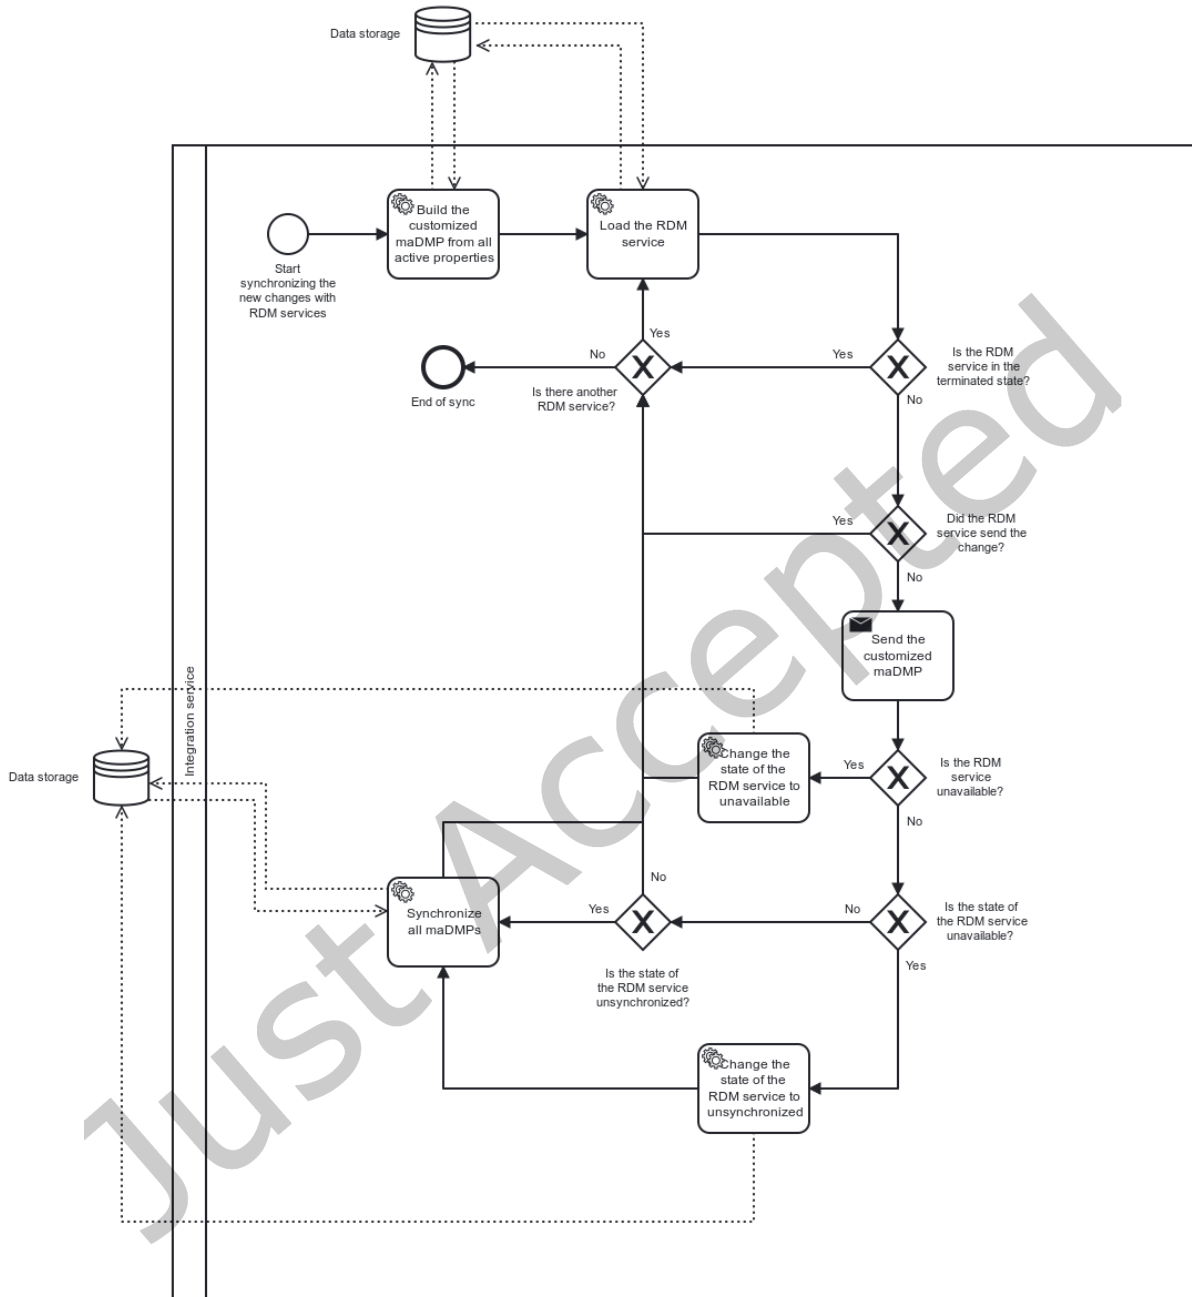 Data storage
Build the
customized
maDMP from all
active properties
Load the RDM
service
Start
synchronizing the
new changes with
RDM services
Yes
No
Yes
Is the RDM
service in the
terminated state?
End of sync
Is there another
RDM service?
No
Yes
Did the RDM
service send the
change?
No
Send the
customized
maDMP
Integration service
Data storage
Change the
state of the
RDM service to
unavailable
Yes
Is the RDM
service
unavailable?
No
No
Synchronize
all maDMPs
Yes
No
Is the state of
the RDM service
unavailable?
Yes
Is the state of
the RDM service
unsynchronized?
Change the
state of the
RDM service to
unsynchronized
Just Accepted